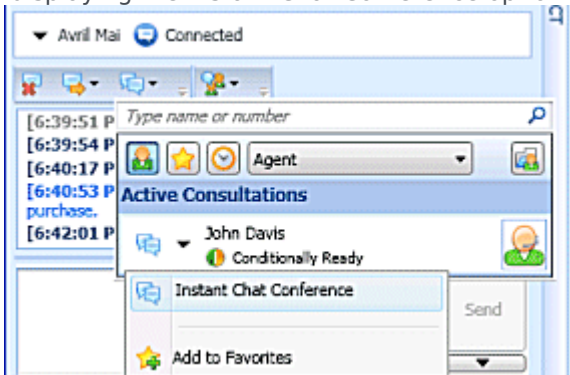 Avril Mai Connected
[6:39:51 P
Type name or number
[6:39:54 P
[6:40:17 P
Agent
[6:40:53 P
Active Consultations
purchase.
[6:42:01 P
John Davis
Conditionally Ready
Instant Chat Conference
Send
Add to Favorites